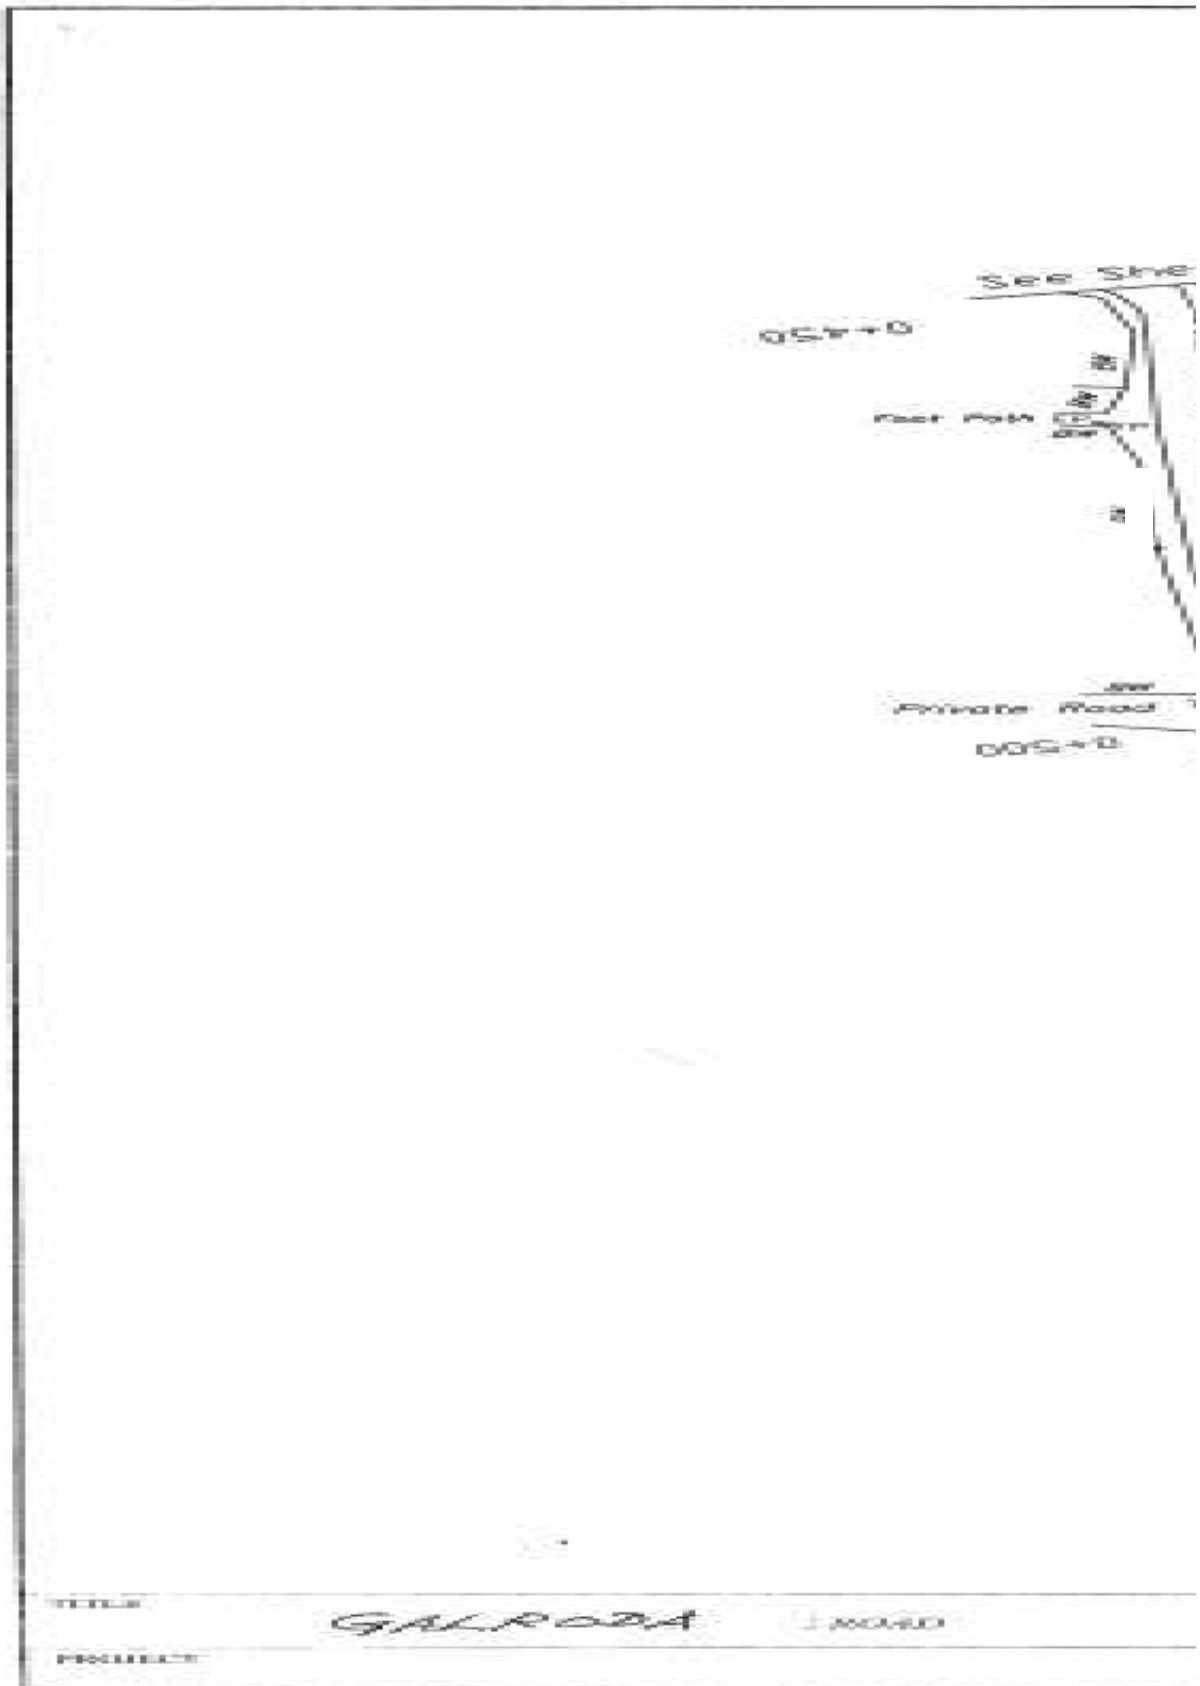 See She
0+450
Foot Path
Private Road
0+500
TITLE
GALRODA ROAD
PROJECT